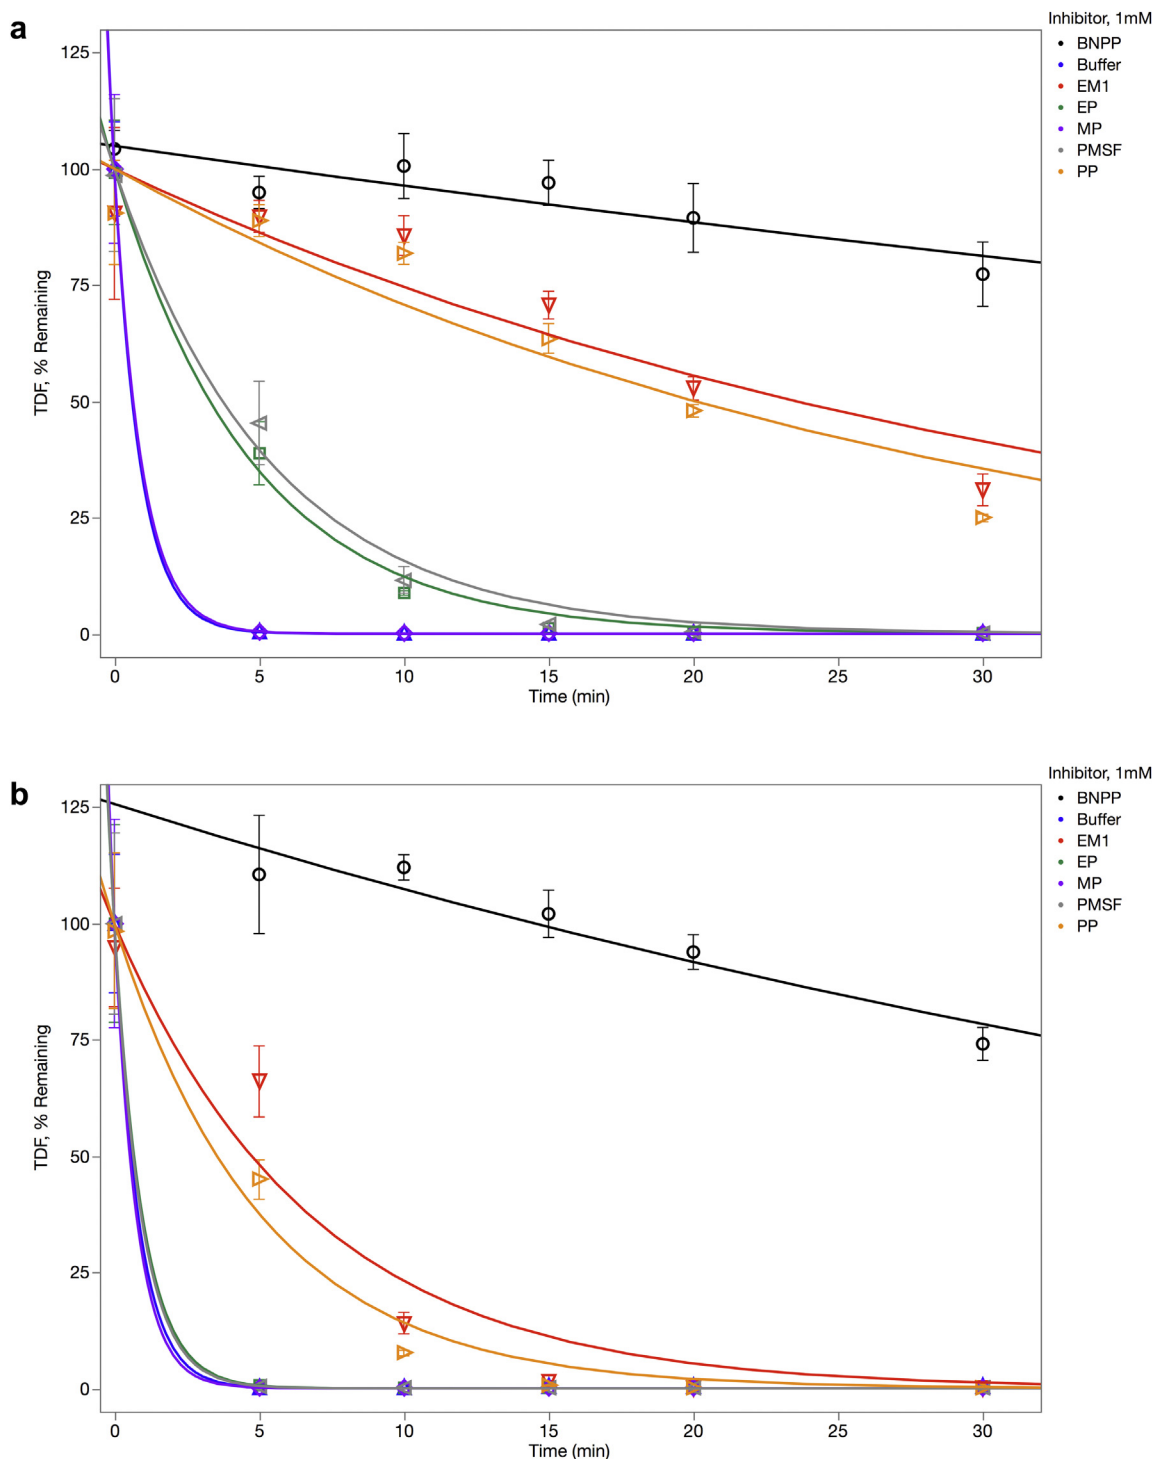 a
Inhibitor, 1mM
BNPP
Buffer
EM1
EP
MP
PMSF
PP
TDF, % Remaining
125
100
75
50
25
0
0 5 10 15 20 25 30
Time (min)
b
Inhibitor, 1mM
BNPP
Buffer
EM1
EP
MP
PMSF
PP
TDF, % Remaining
125
100
75
50
25
0
0 5 10 15 20 25 30
Time (min)